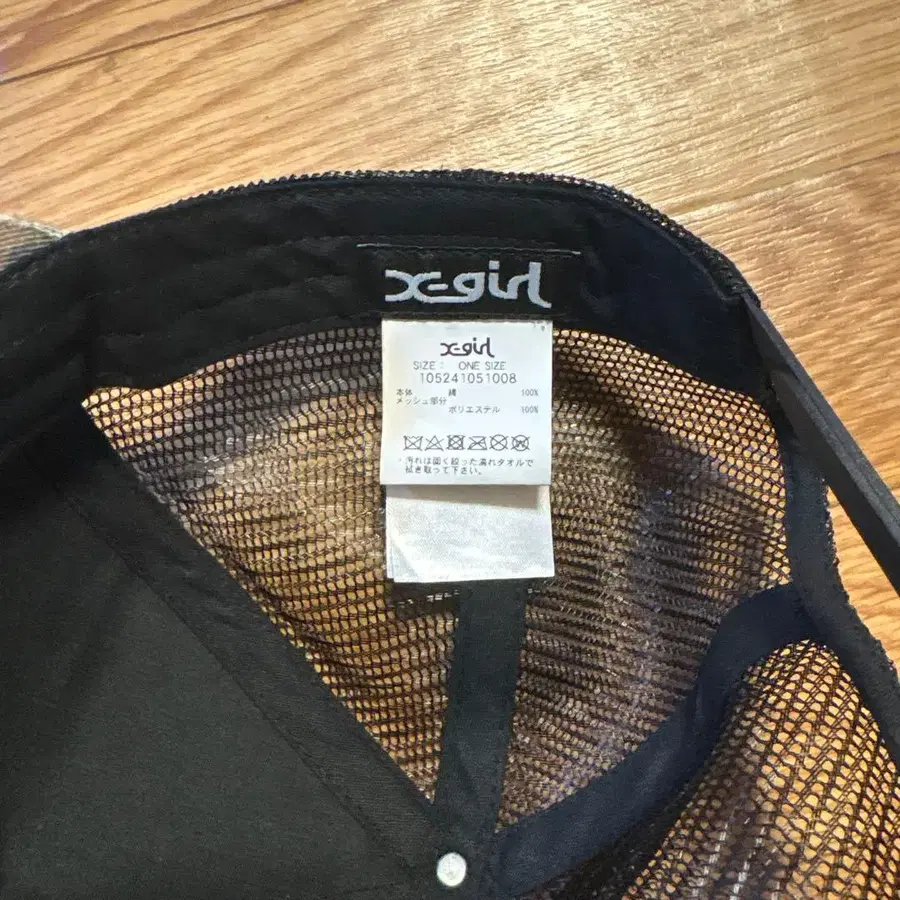 X-girl
X-girl
SIZE： ONE SIZE
105241051008
本体 綿 100%
メッシュ部分
ポリエステル 100%
・汚れは固く絞った濡れタオルで
拭き取って下さい。